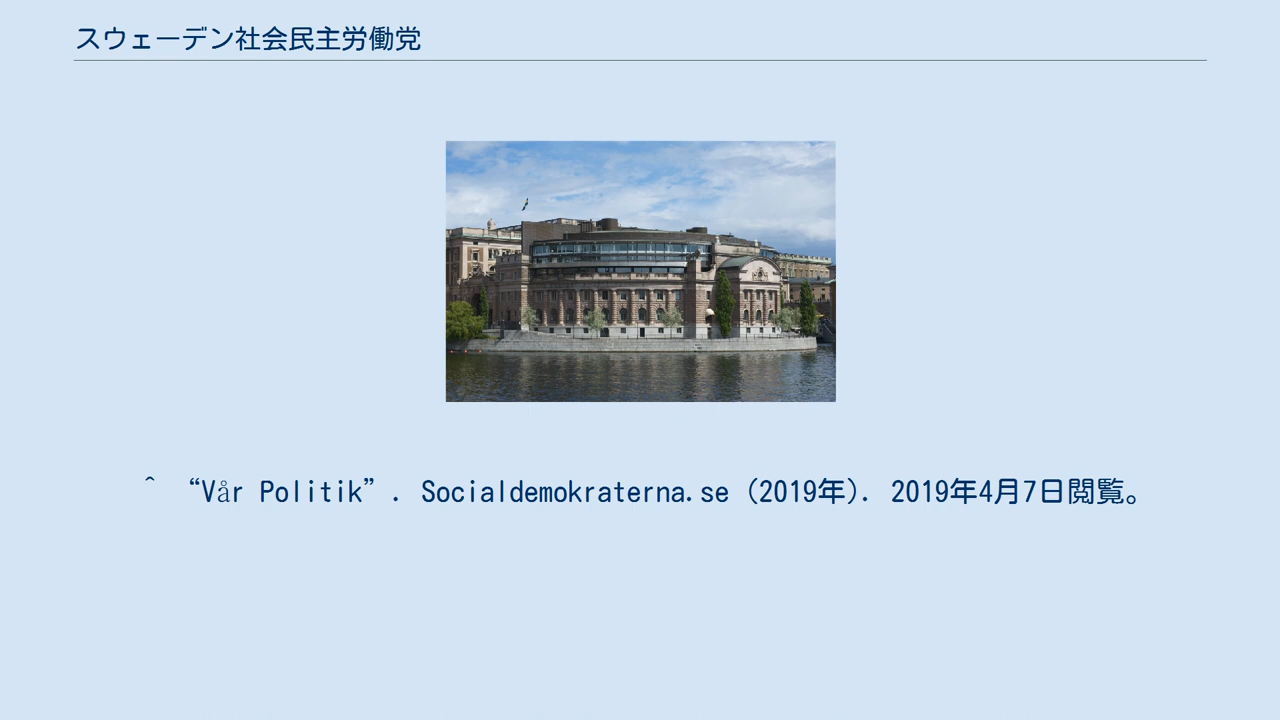 スウェーデン社会民主労働党
^ “Vår Politik”. Socialdemokraterna.se (2019年). 2019年4月7日閲覧。